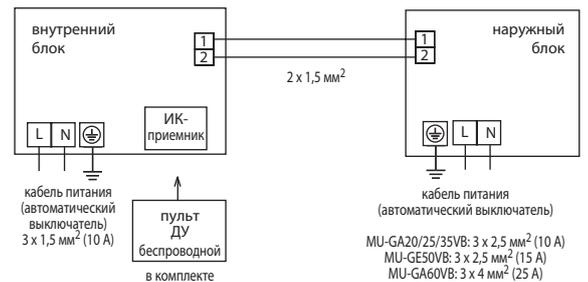 внутренний
блок
1
2
L
N
ИК-
приемник
кабель питания
(автоматический
выключатель)
3 x 1,5 мм² (10 А)
пульт
ДУ
беспроводной
в комплекте
2 x 1,5 мм²
наружный
блок
1
2
L
N
кабель питания
(автоматический выключатель)
MU-GA20/25/35VB: 3 x 2,5 мм² (10 А)
MU-GE50VB: 3 x 2,5 мм² (15 А)
MU-GA60VB: 3 x 4 мм² (25 А)